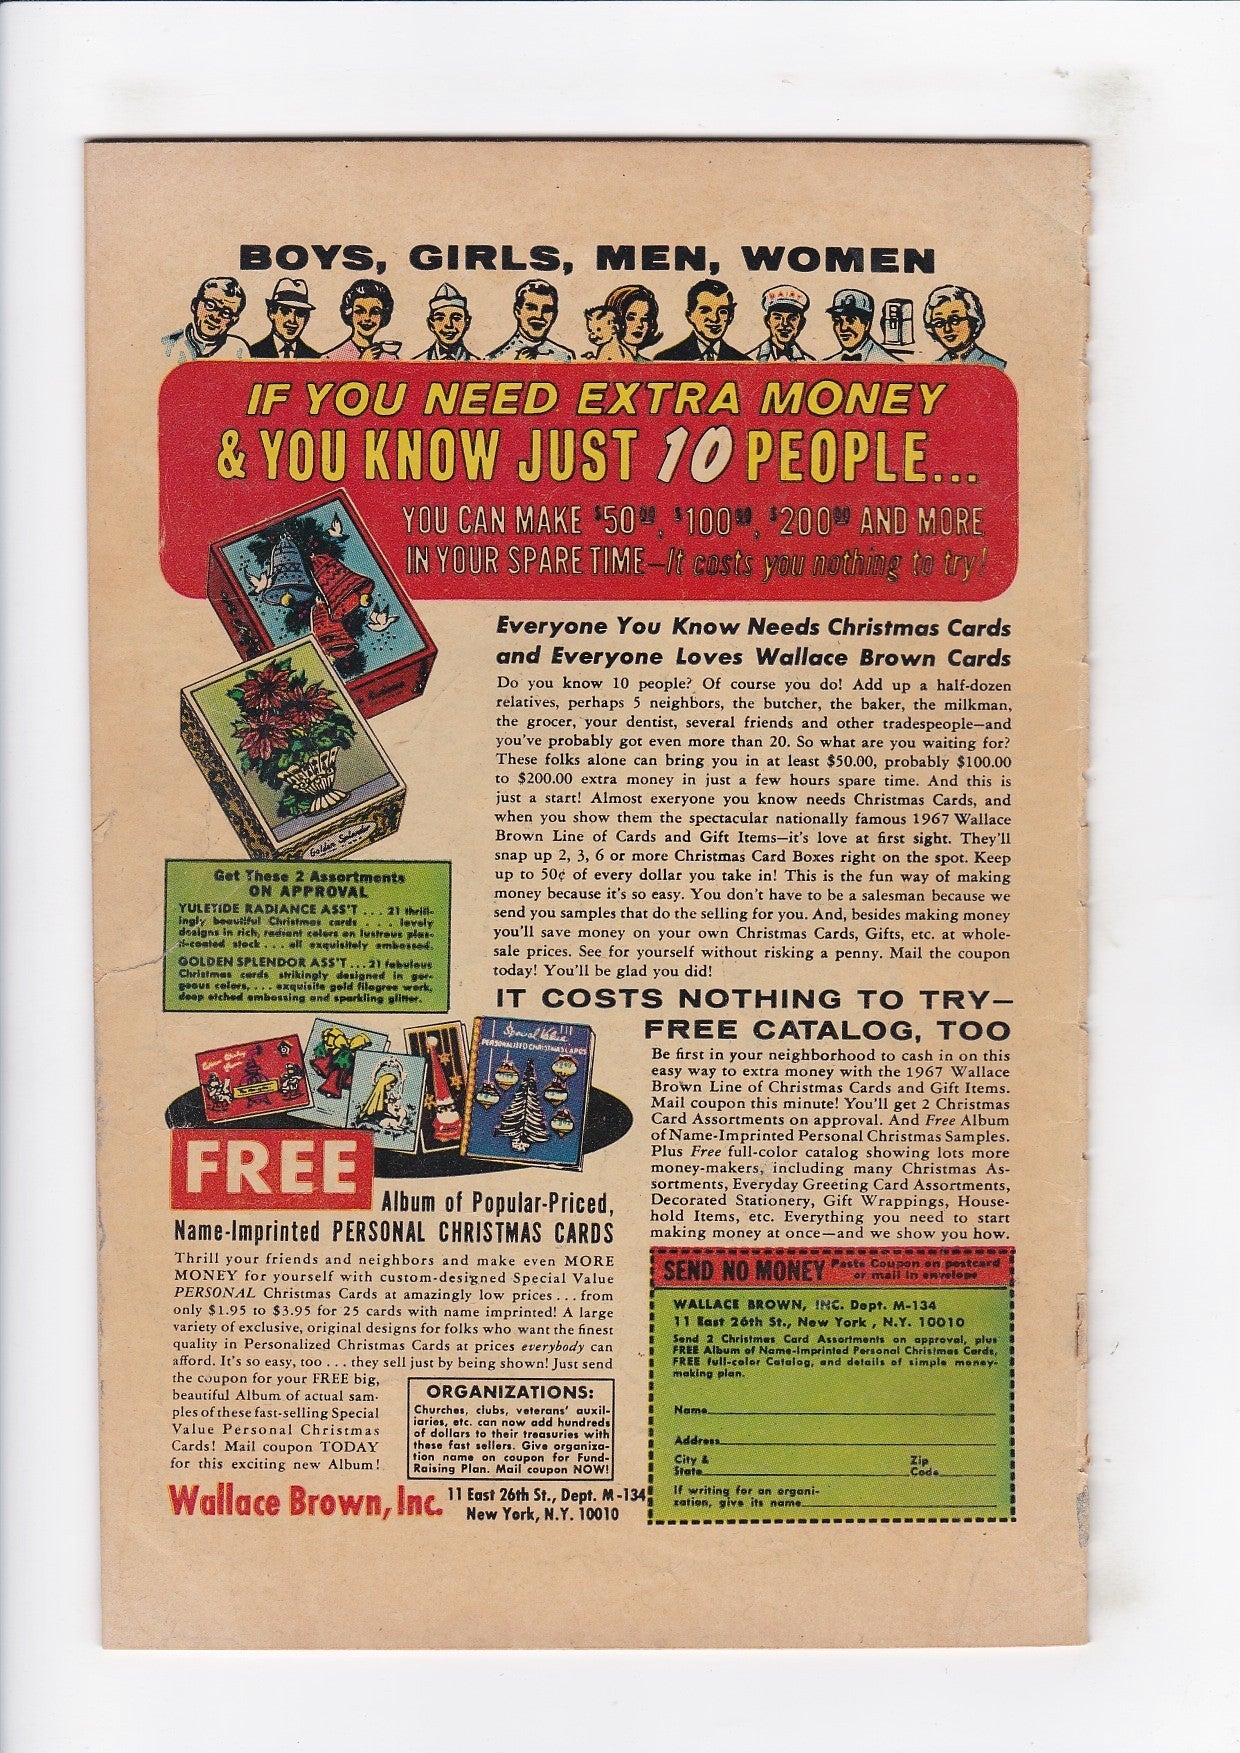 BOYS, GIRLS, MEN, WOMEN
DAIRY
IF YOU NEED EXTRA MONEY
& YOU KNOW JUST 10 PEOPLE...
YOU CAN MAKE $50.00, $100.00, $200.00 AND MORE
IN YOUR SPARE TIME—It costs you nothing to try!
Everyone You Know Needs Christmas Cards
and Everyone Loves Wallace Brown Cards
Do you know 10 people? Of course you do! Add up a half-dozen
relatives, perhaps 5 neighbors, the butcher, the baker, the milkman,
the grocer, your dentist, several friends and other tradespeople—and
you've probably got even more than 20. So what are you waiting for?
These folks alone can bring you in at least $50.00, probably $100.00
to $200.00 extra money in just a few hours spare time. And this is
just a start! Almost exeryone you know needs Christmas Cards, and
when you show them the spectacular nationally famous 1967 Wallace
Brown Line of Cards and Gift Items—it's love at first sight. They'll
snap up 2, 3, 6 or more Christmas Card Boxes right on the spot. Keep
up to 50¢ of every dollar you take in! This is the fun way of making
money because it's so easy. You don't have to be a salesman because we
send you samples that do the selling for you. And, besides making money
you'll save money on your own Christmas Cards, Gifts, etc. at whole-
sale prices. See for yourself without risking a penny. Mail the coupon
today! You'll be glad you did!
Golden Splendor
Get These 2 Assortments
ON APPROVAL
YULETIDE RADIANCE ASS'T . . . 21 thrill-
ingly beautiful Christmas cards . . . lovely
designs in rich, radiant colors on lustrous plas-
ti-coated stock . . . all exquisitely embossed.
GOLDEN SPLENDOR ASS'T . . . 21 fabulous
Christmas cards strikingly designed in gor-
geous colors, . . . exquisite gold filagree work,
deep etched embossing and sparkling glitter.
IT COSTS NOTHING TO TRY—
FREE CATALOG, TOO
Be first in your neighborhood to cash in on this
easy way to extra money with the 1967 Wallace
Brown Line of Christmas Cards and Gift Items.
Mail coupon this minute! You'll get 2 Christmas
Card Assortments on approval. And Free Album
of Name-Imprinted Personal Christmas Samples.
Plus Free full-color catalog showing lots more
money-makers, including many Christmas As-
sortments, Everyday Greeting Card Assortments,
Decorated Stationery, Gift Wrappings, House-
hold Items, etc. Everything you need to start
making money at once—and we show you how.
Special Value
PERSONALIZED CHRISTMAS CARDS
FREE
Album of Popular-Priced,
Name-Imprinted PERSONAL CHRISTMAS CARDS
Thrill your friends and neighbors and make even MORE
MONEY for yourself with custom-designed Special Value
PERSONAL Christmas Cards at amazingly low prices . . . from
only $1.95 to $3.95 for 25 cards with name imprinted! A large
variety of exclusive, original designs for folks who want the finest
quality in Personalized Christmas Cards at prices everybody can
afford. It's so easy, too . . . they sell just by being shown! Just send
the coupon for your FREE big,
beautiful Album of actual sam-
ples of these fast-selling Special
Value Personal Christmas
Cards! Mail coupon TODAY
for this exciting new Album!
ORGANIZATIONS:
Churches, clubs, veterans' auxil-
iaries, etc. can now add hundreds
of dollars to their treasuries with
these fast sellers. Give organiza-
tion name on coupon for Fund-
Raising Plan. Mail coupon NOW!
Wallace Brown, Inc. 11 East 26th St., Dept. M-134
New York, N.Y. 10010
SEND NO MONEY Paste Coupon on postcard
or mail in envelope
WALLACE BROWN, INC. Dept. M-134
11 East 26th St., New York , N.Y. 10010
Send 2 Christmas Card Assortments on approval, plus
FREE Album of Name-Imprinted Personal Christmas Cards,
FREE full-color Catalog, and details of simple money-
making plan.
Name
Address
City & State
Zip Code
If writing for an organi-
zation, give its name